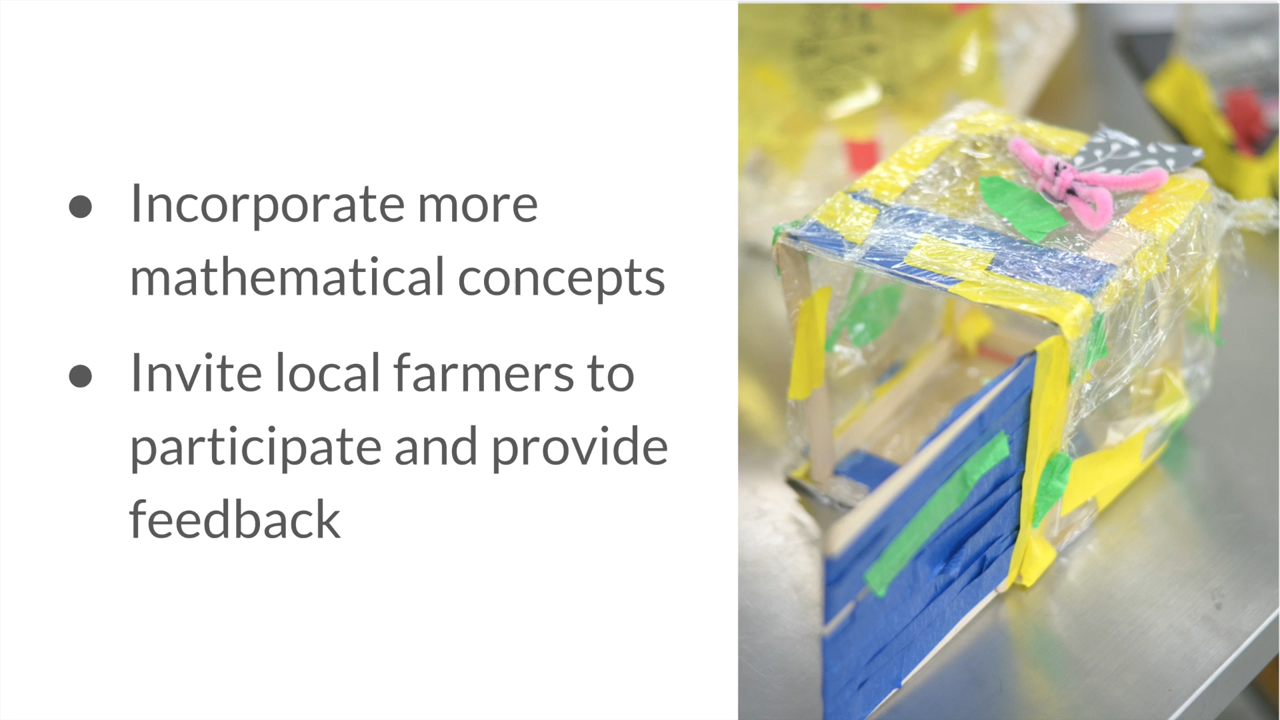 ● Incorporate more
mathematical concepts
● Invite local farmers to
participate and provide
feedback